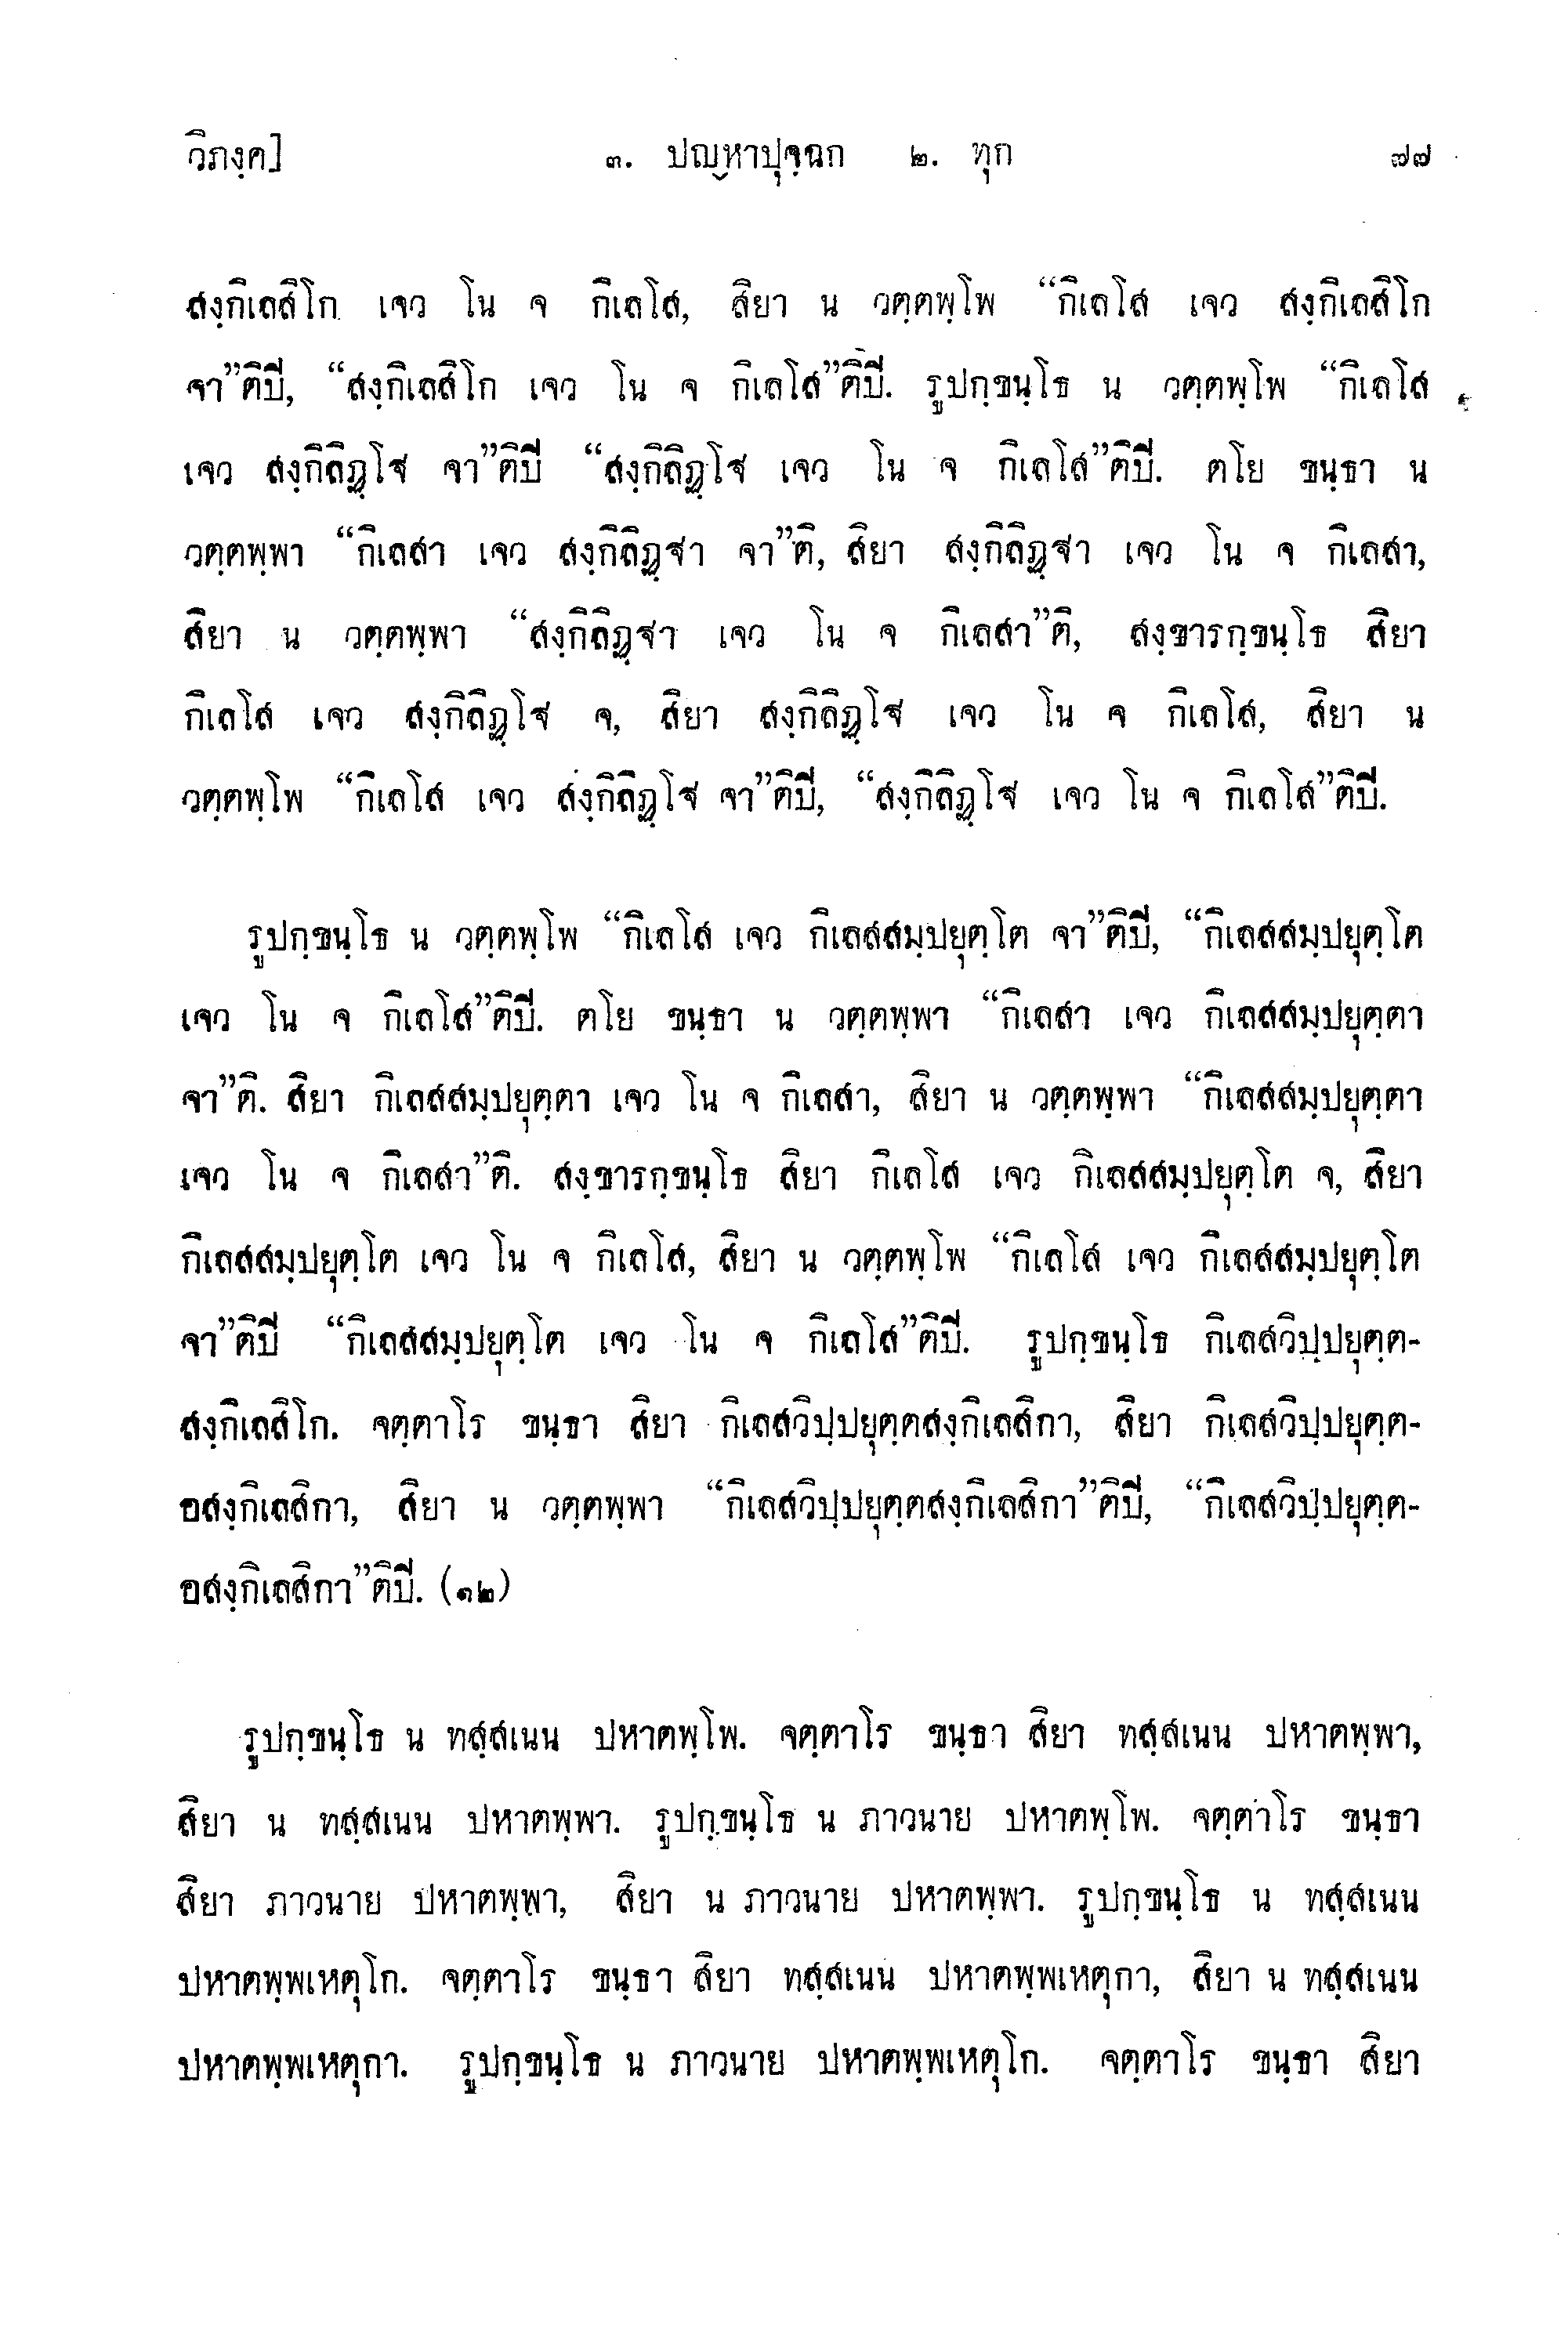 วิภงฺค]	๓. ปญฺหาปุจฺฉก ๒. ทุก	๗๗
สงฺกิเลสิโก เจว โน จ กิเลโส, สิยา น วตฺตพฺโพ “กิเลโส เจว สงฺกิเลสิโก
จา”ติปิ, “สงฺกิเลสิโก เจว โน จ กิเลโส”ติปิ. รูปกฺขนฺโธ น วตฺตพฺโพ “กิเลโส
เจว สงฺกิลิฏฺโฐ จา”ติปิ “สงฺกิลิฏฺโฐ เจว โน จ กิเลโส”ติปิ. ตโย ขนฺธา น
วตฺตพฺพา “กิเลสา เจว สงฺกิลิฏฺฐา จา”ติ, สิยา สงฺกิลิฏฺฐา เจว โน จ กิเลสา,
สิยา น วตฺตพฺพา “สงฺกิลิฏฺฐา เจว โน จ กิเลสา”ติ, สงฺขารกฺขนฺโธ สิยา
กิเลโส เจว สงฺกิลิฏฺโฐ จ, สิยา สงฺกิลิฏฺโฐ เจว โน จ กิเลโส, สิยา น
วตฺตพฺโพ “กิเลโส เจว สงฺกิลิฏฺโฐ จา”ติปิ, “สงฺกิลิฏฺโฐ เจว โน จ กิเลโส”ติปิ.
รูปกฺขนฺโธ น วตฺตพฺโพ “กิเลโส เจว กิเลสสมฺปยุตฺโต จา”ติปิ, “กิเลสสมฺปยุตฺโต
เจว โน จ กิเลโส”ติปิ. ตโย ขนฺธา น วตฺตพฺพา “กิเลสา เจว กิเลสสมฺปยุตฺตา
จา”ติ. สิยา กิเลสสมฺปยุตฺตา เจว โน จ กิเลสา, สิยา น วตฺตพฺพา “กิเลสสมฺปยุตฺตา
เจว โน จ กิเลสา”ติ. สงฺขารกฺขนฺโธ สิยา กิเลโส เจว กิเลสสมฺปยุตฺโต จ, สิยา
กิเลสสมฺปยุตฺโต เจว โน จ กิเลโส, สิยา น วตฺตพฺโพ “กิเลโส เจว กิเลสสมฺปยุตฺโต
จา”ติปิ “กิเลสสมฺปยุตฺโต เจว โน จ กิเลโส”ติปิ. รูปกฺขนฺโธ กิเลสวิปฺปยุตฺต-
สงฺกิเลสิโก. จตฺตาโร ขนฺธา สิยา กิเลสวิปฺปยุตฺตสงฺกิเลสิกา, สิยา กิเลสวิปฺปยุตฺต-
อสงฺกิเลสิกา, สิยา น วตฺตพฺพา “กิเลสวิปฺปยุตฺตสงฺกิเลสิกา”ติปิ, “กิเลสวิปฺปยุตฺต-
อสงฺกิเลสิกา”ติปิ. (๑๒)
รูปกฺขนฺโธ น ทสฺสเนน ปหาตพฺโพ. จตฺตาโร ขนฺธา สิยา ทสฺสเนน ปหาตพฺพา,
สิยา น ทสฺสเนน ปหาตพฺพา. รูปกฺขนฺโธ น ภาวนาย ปหาตพฺโพ. จตฺตาโร ขนฺธา
สิยา ภาวนาย ปหาตพฺพา, สิยา น ภาวนาย ปหาตพฺพา. รูปกฺขนฺโธ น ทสฺสเนน
ปหาตพฺพเหตุโก. จตฺตาโร ขนฺธา สิยา ทสฺสเนน ปหาตพฺพเหตุกา, สิยา น ทสฺสเนน
ปหาตพฺพเหตุกา. รูปกฺขนฺโธ น ภาวนาย ปหาตพฺพเหตุโก. จตฺตาโร ขนฺธา สิยา